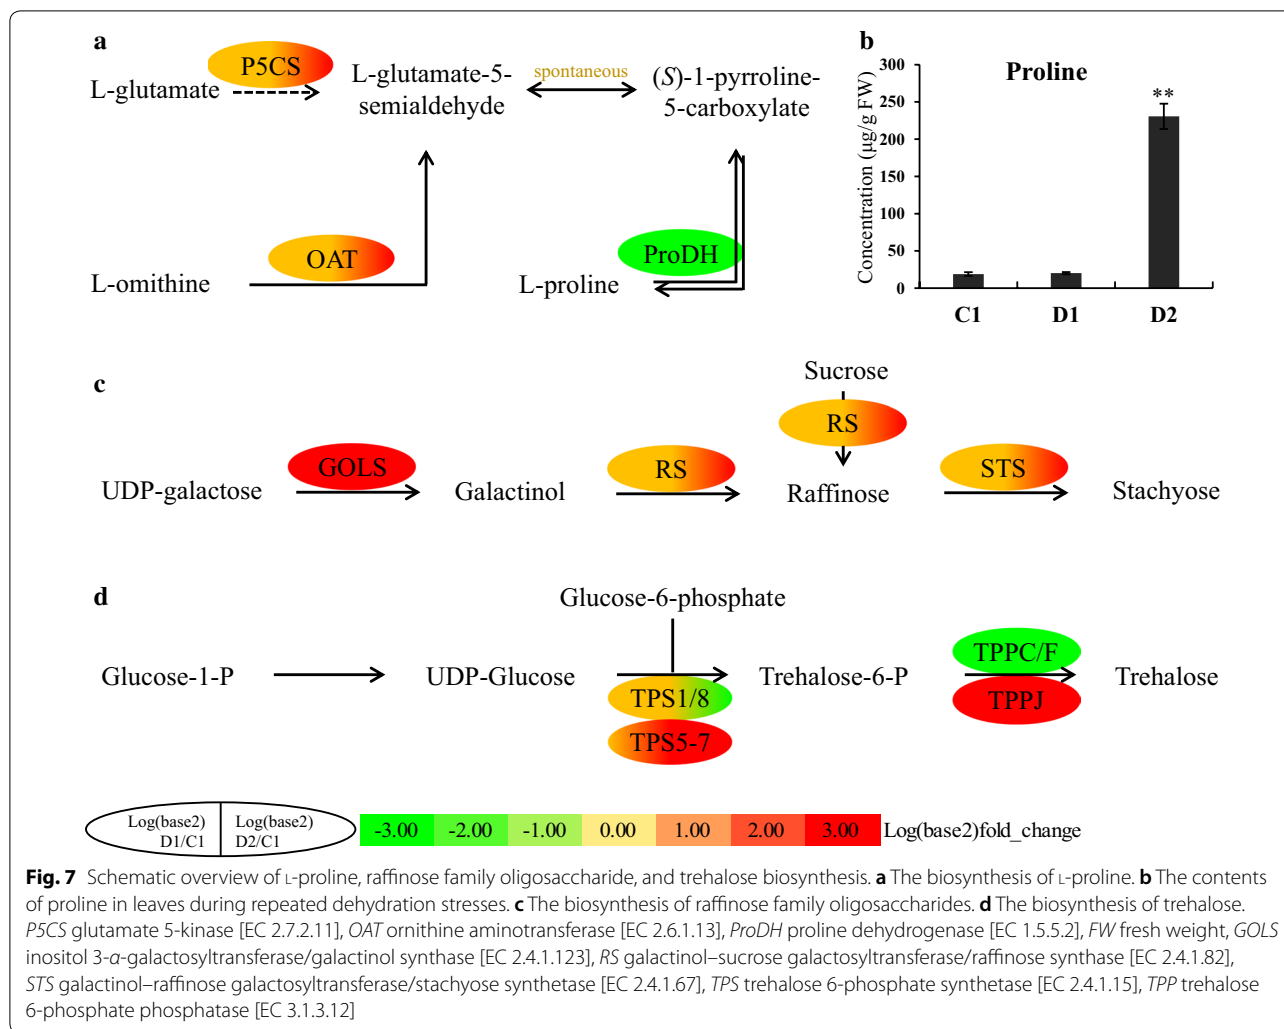 a
P5CS
L-glutamate
L-glutamate-5-
semialdehyde
spontaneous
(S)-1-pyrroline-
5-carboxylate
OAT
L-omithine
ProDH
L-proline
b
Proline
Concentration (µg/g FW)
300
250
200
150
100
50
0
**
C1 D1 D2
c
Sucrose
RS
GOLS
RS
STS
UDP-galactose
Galactinol
Raffinose
Stachyose
d
Glucose-6-phosphate
TPPC/F
Glucose-1-P
UDP-Glucose
Trehalose-6-P
Trehalose
TPS1/8
TPPJ
TPS5-7
Log(base2)
D1/C1
Log(base2)
D2/C1
-3.00 -2.00 -1.00 0.00 1.00 2.00 3.00 Log(base2)fold_change
Fig. 7 Schematic overview of L-proline, raffinose family oligosaccharide, and trehalose biosynthesis. a The biosynthesis of L-proline. b The contents
of proline in leaves during repeated dehydration stresses. c The biosynthesis of raffinose family oligosaccharides. d The biosynthesis of trehalose.
P5CS glutamate 5-kinase [EC 2.7.2.11], OAT ornithine aminotransferase [EC 2.6.1.13], ProDH proline dehydrogenase [EC 1.5.5.2], FW fresh weight, GOLS
inositol 3-α-galactosyltransferase/galactinol synthase [EC 2.4.1.123], RS galactinol–sucrose galactosyltransferase/raffinose synthase [EC 2.4.1.82],
STS galactinol–raffinose galactosyltransferase/stachyose synthetase [EC 2.4.1.67], TPS trehalose 6-phosphate synthetase [EC 2.4.1.15], TPP trehalose
6-phosphate phosphatase [EC 3.1.3.12]